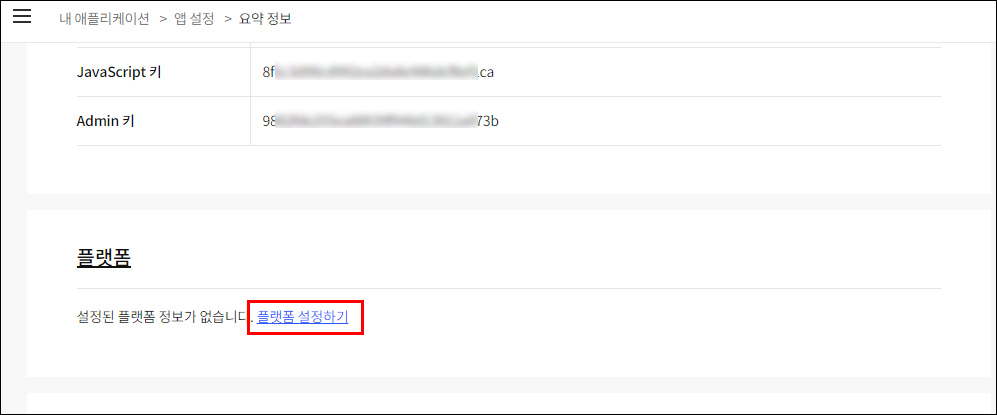 내 애플리케이션 > 앱 설정 > 요약 정보
JavaScript 키 8f .ca
Admin 키 98 73b
플랫폼
설정된 플랫폼 정보가 없습니다. 플랫폼 설정하기